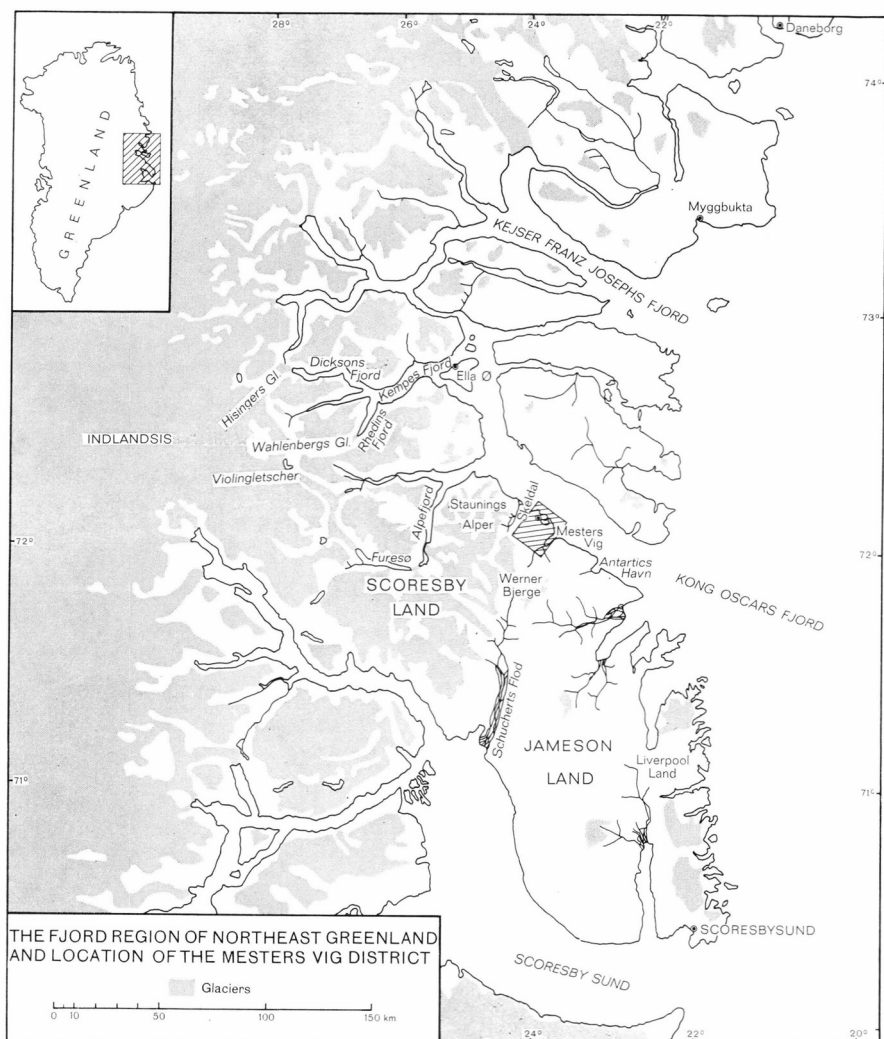 28°
26°
24°
22°
Daneborg
74°
GREENLAND
Myggbukta
KEJSER FRANZ JOSEPHS FJORD
73°
73°
Dicksons
Fjord
Hisingers Gl.
Kempes Fjord
Ella Ø
INDLANDSIS
Wahlenbergs Gl.
Rhedins
Fjord
Violingletscher
Alpefjord
Staunings
Alper
Skeldal
Mesters
Vig
72°
72°
Furesø
Antartics
Havn
Werner
Bjerge
SCORESBY
LAND
KONG OSCARS FJORD
Schucherts Flod
JAMESON
LAND
Liverpool
Land
71°
71°
SCORESBYSUND
SCORESBY SUND
THE FJORD REGION OF NORTHEAST GREENLAND
AND LOCATION OF THE MESTERS VIG DISTRICT
Glaciers
0 10 50 100 150 km
24°
22°
20°
70°